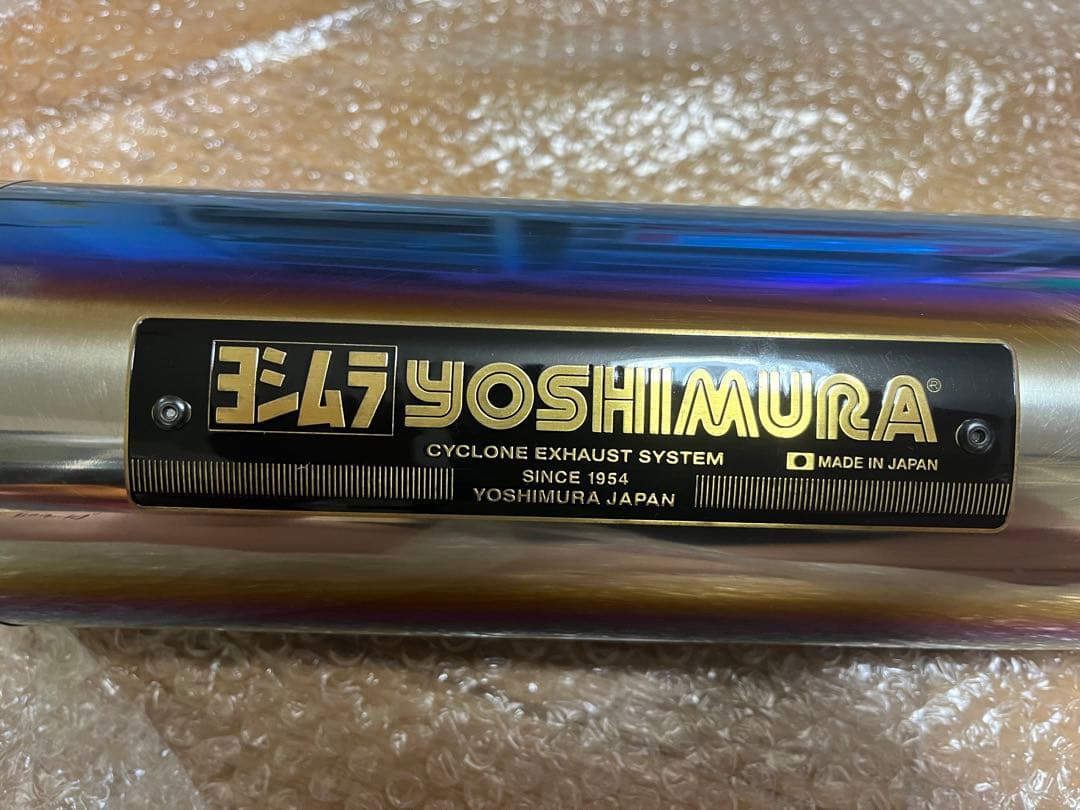 ヨシムラ YOSHIMURA®
CYCLONE EXHAUST SYSTEM
MADE IN JAPAN
SINCE 1954
YOSHIMURA JAPAN